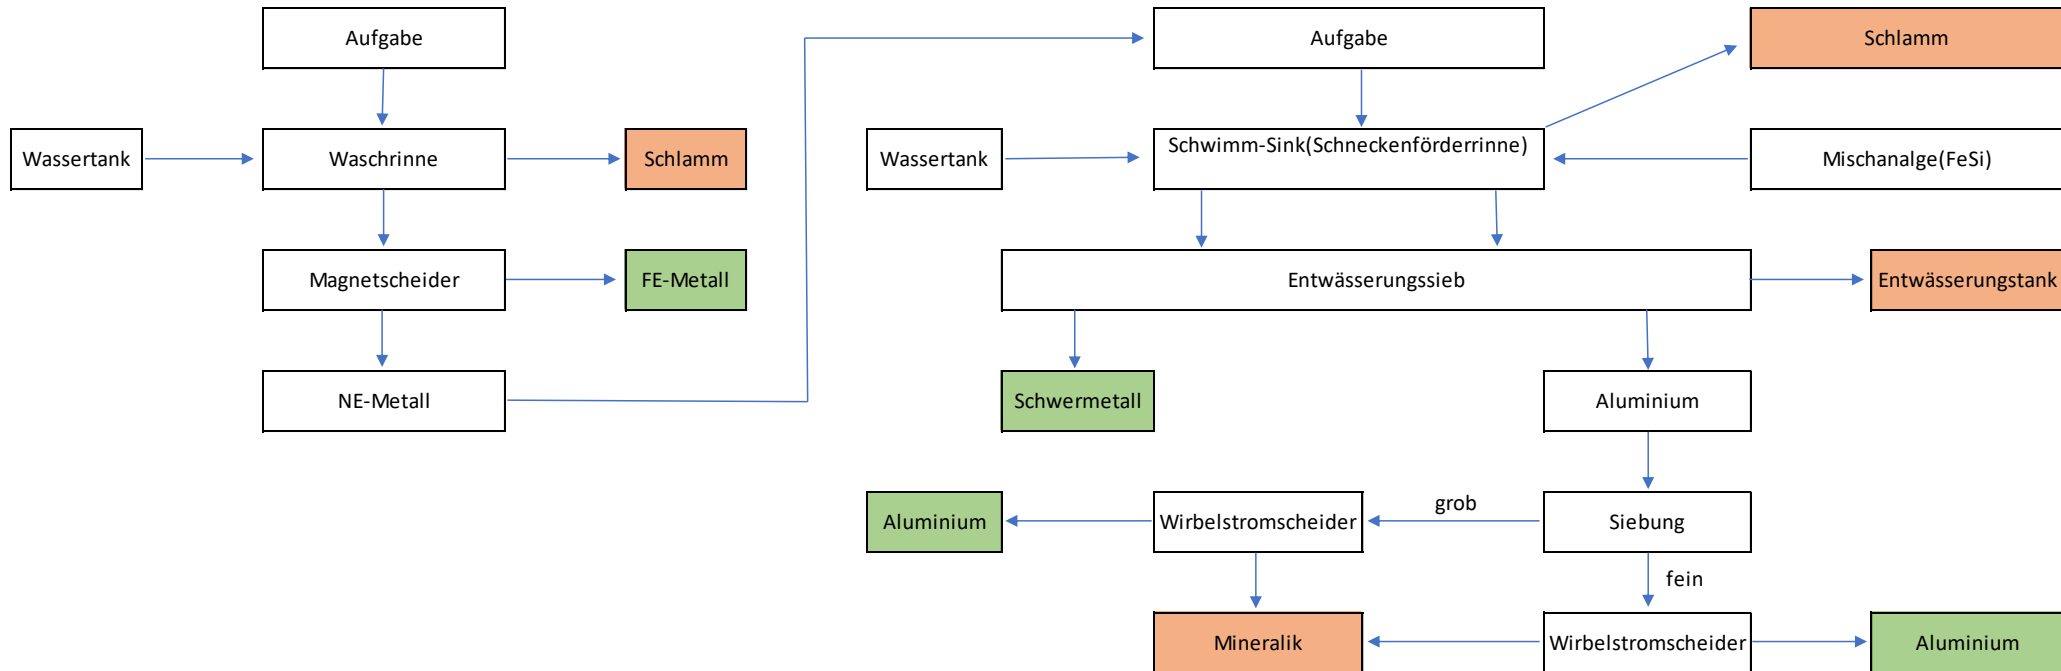 Aufgabe
Aufgabe
Schlamm
Wassertank
Waschrinne
Schlamm
Wassertank
Schwimm-Sink(Schneckenförderrinne)
Mischanalge(FeSi)
Magnetscheider
FE-Metall
Entwässerungssieb
Entwässerungstank
NE-Metall
Schwermetall
Aluminium
Aluminium
Wirbelstromscheider
grob
Siebung
fein
Mineralik
Wirbelstromscheider
Aluminium